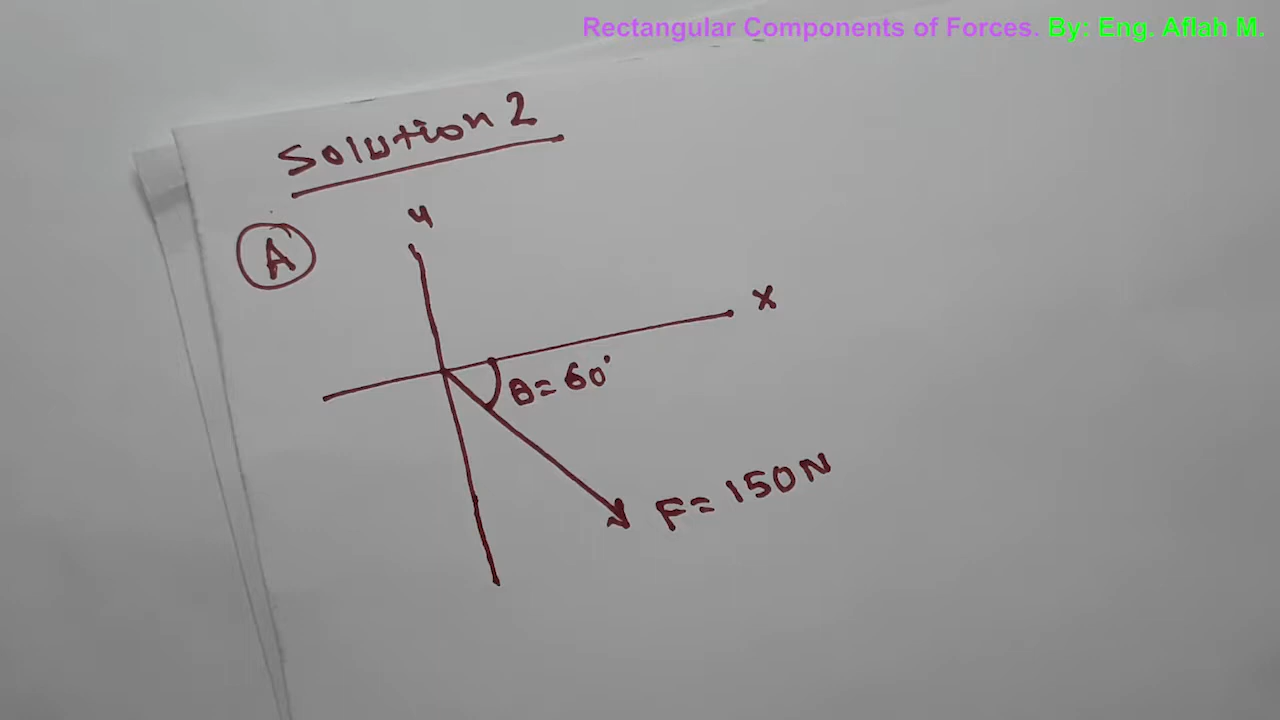 Rectangular Components of Forces. By: Eng. Aflah M.
Solution 2
A
y
x
θ = 60°
F = 150N